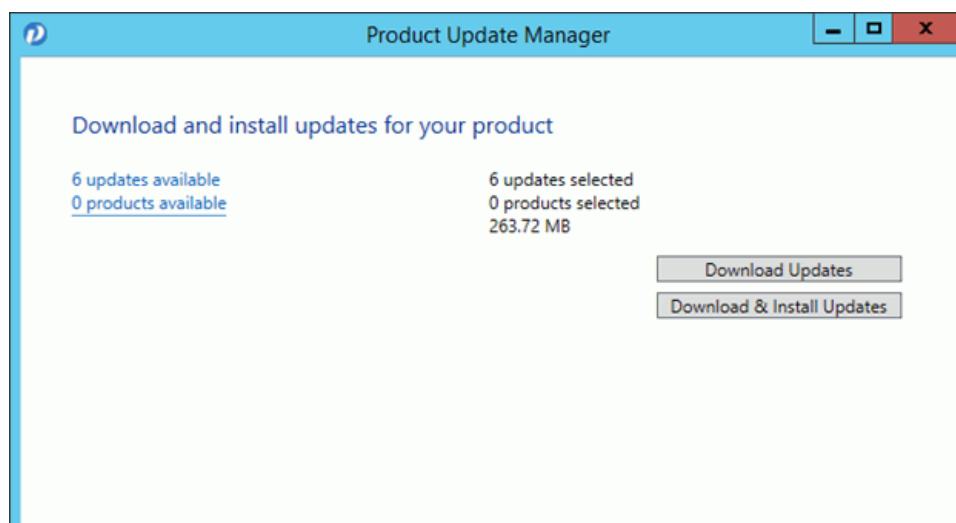 Product Update Manager
Download and install updates for your product
6 updates available
0 products available
6 updates selected
0 products selected
263.72 MB
Download Updates
Download & Install Updates